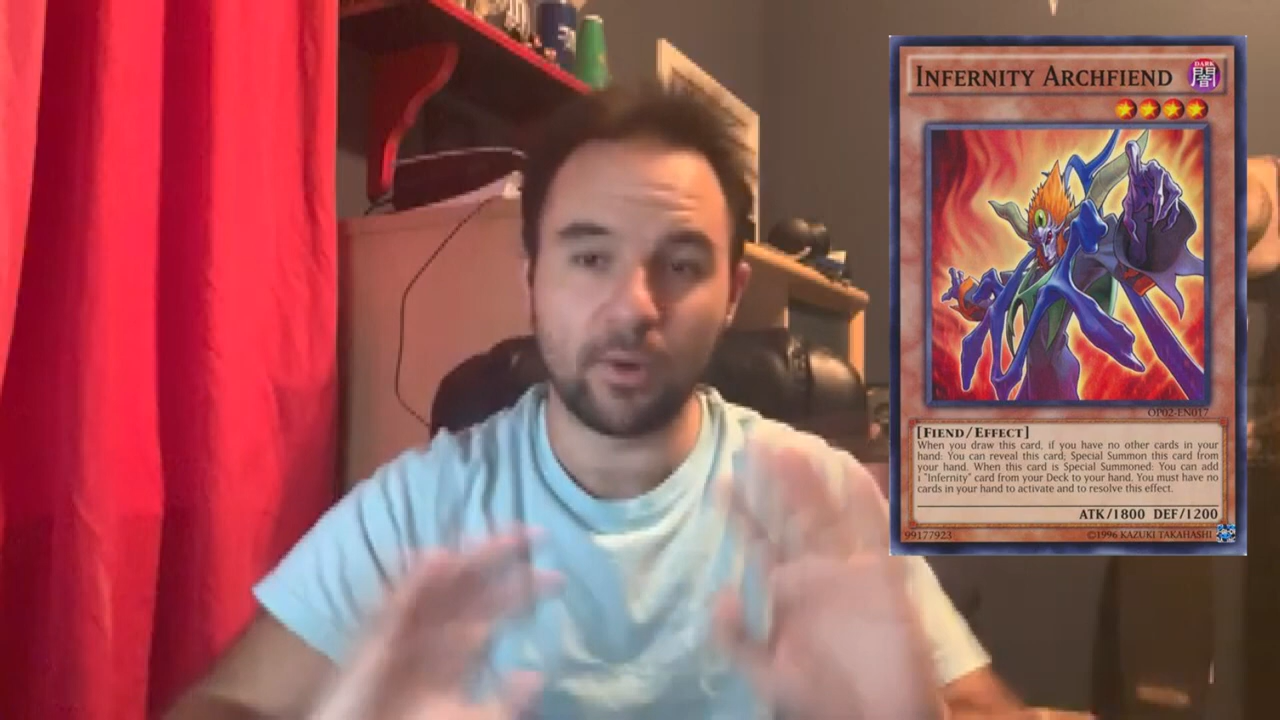 INFERNITY ARCHFIEND
DARK
闇
OP02-EN017
[FIEND/EFFECT]
When you draw this card, if you have no other cards in your
hand: You can reveal this card; Special Summon this card from
your hand. When this card is Special Summoned: You can add
1 "Infernity" card from your Deck to your hand. You must have no
cards in your hand to activate and to resolve this effect.
ATK/1800 DEF/1200
99177923
©1996 KAZUKI TAKAHASHI